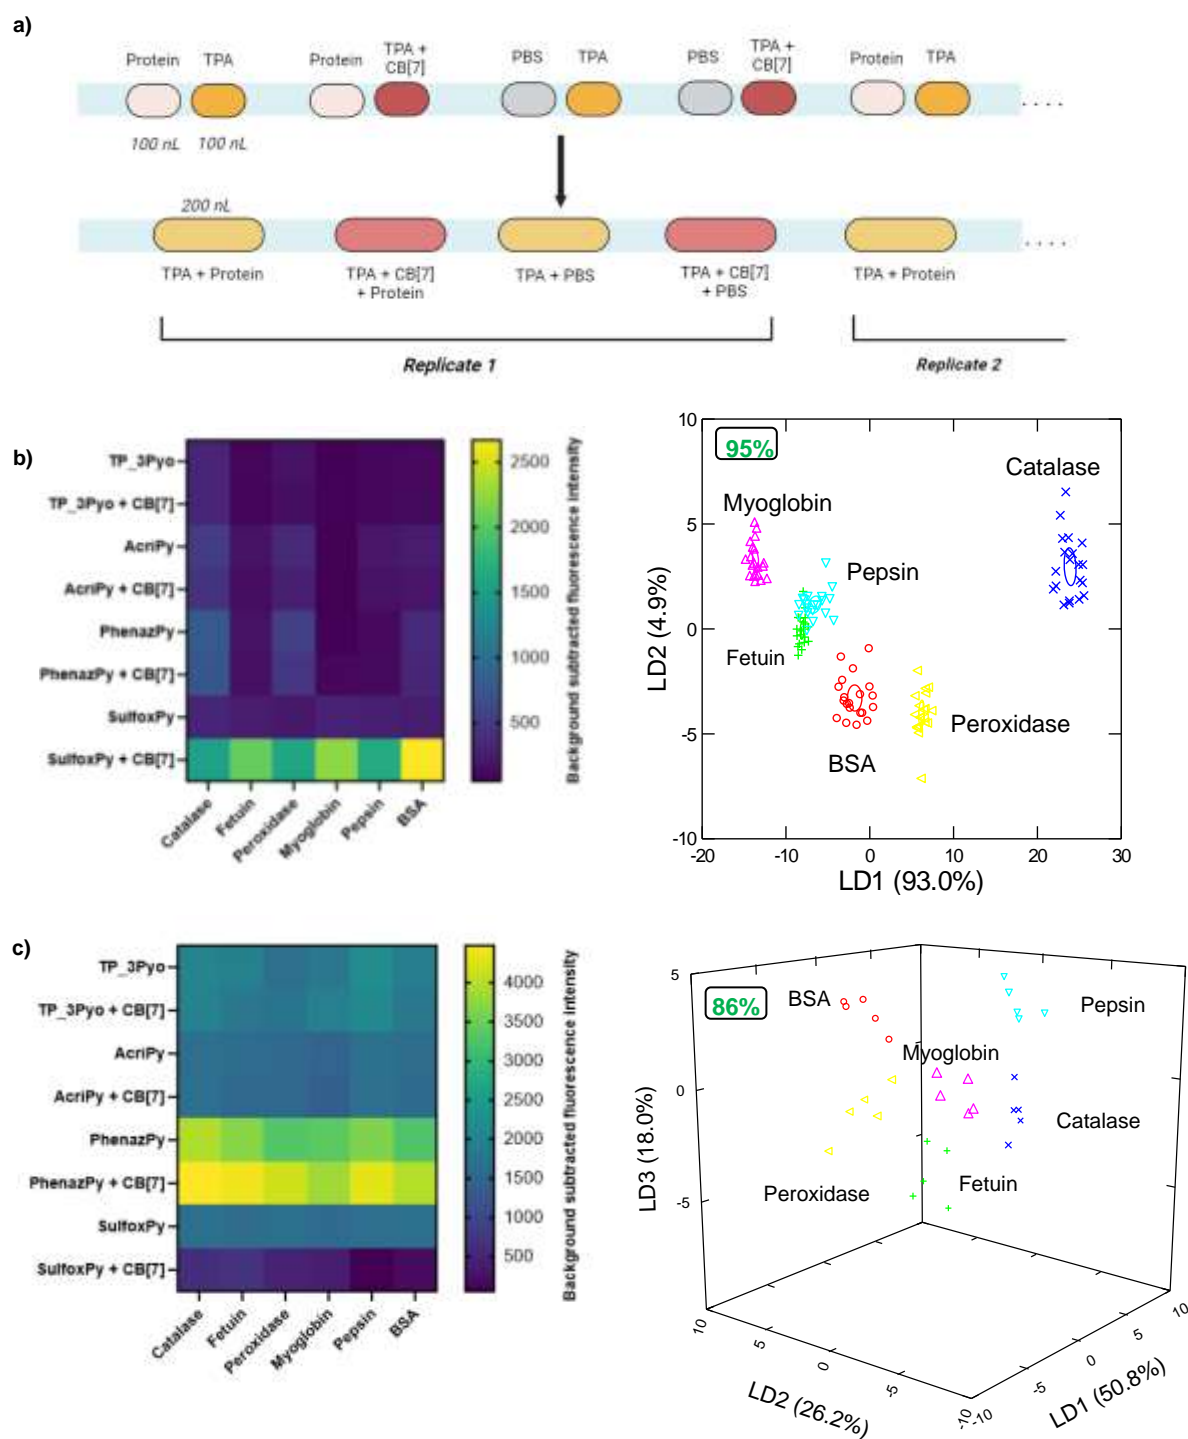 a)
Protein TPA Protein TPA +
CB[7] PBS TPA PBS TPA +
CB[7] Protein TPA
. . . .
100 nL 100 nL
200 nL
. . . .
TPA + Protein TPA + CB[7]
+ Protein TPA + PBS TPA + CB[7]
+ PBS TPA + Protein
Replicate 1 Replicate 2
b)
TP_3Pyo
TP_3Pyo + CB[7]
AcriPy
AcriPy + CB[7]
PhenazPy
PhenazPy + CB[7]
SulfoxPy
SulfoxPy + CB[7]
Catalase
Fetuin
Peroxidase
Myoglobin
Pepsin
BSA
2500
2000
1500
1000
500
Background subtracted fluorescence intensity
95%
Myoglobin
Catalase
Pepsin
Fetuin
BSA
Peroxidase
10
5
0
-5
-10
LD2 (4.9%)
-20 -10 0 10 20 30
LD1 (93.0%)
c)
TP_3Pyo
TP_3Pyo + CB[7]
AcriPy
AcriPy + CB[7]
PhenazPy
PhenazPy + CB[7]
SulfoxPy
SulfoxPy + CB[7]
Catalase
Fetuin
Peroxidase
Myoglobin
Pepsin
BSA
4000
3500
3000
2500
2000
1500
1000
500
Background subtracted fluorescence intensity
86%
BSA
Pepsin
Myoglobin
Catalase
Peroxidase
Fetuin
5
0
-5
LD3 (18.0%)
10
5
0
-5
-10
LD2 (26.2%)
-10
-5
0
5
10
LD1 (50.8%)